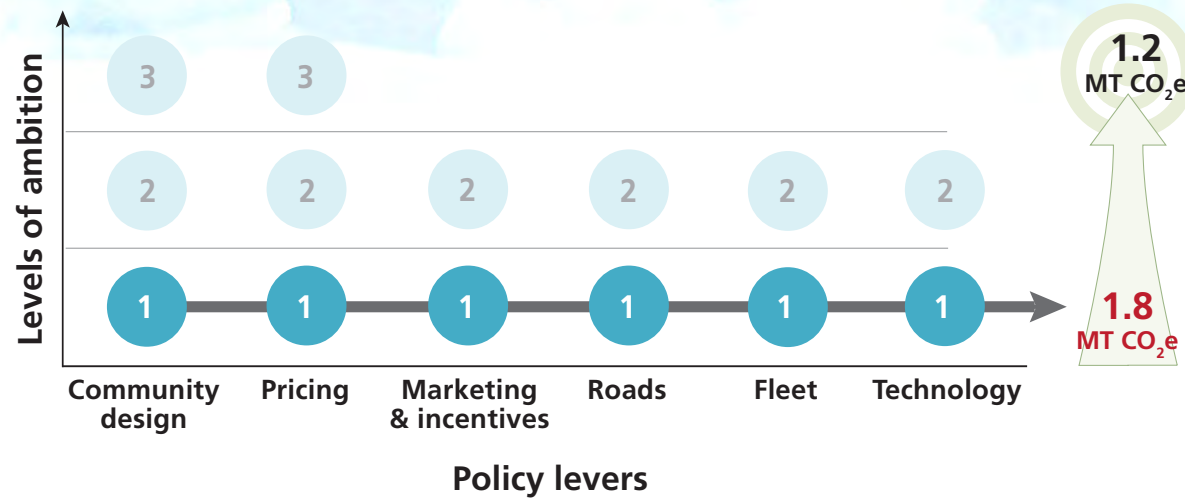 Levels of ambition
3 3
2 2 2 2 2 2
1 1 1 1 1 1
Community
design
Pricing
Marketing
& incentives
Roads
Fleet
Technology
Policy levers
1.2
MT CO₂e
1.8
MT CO₂e